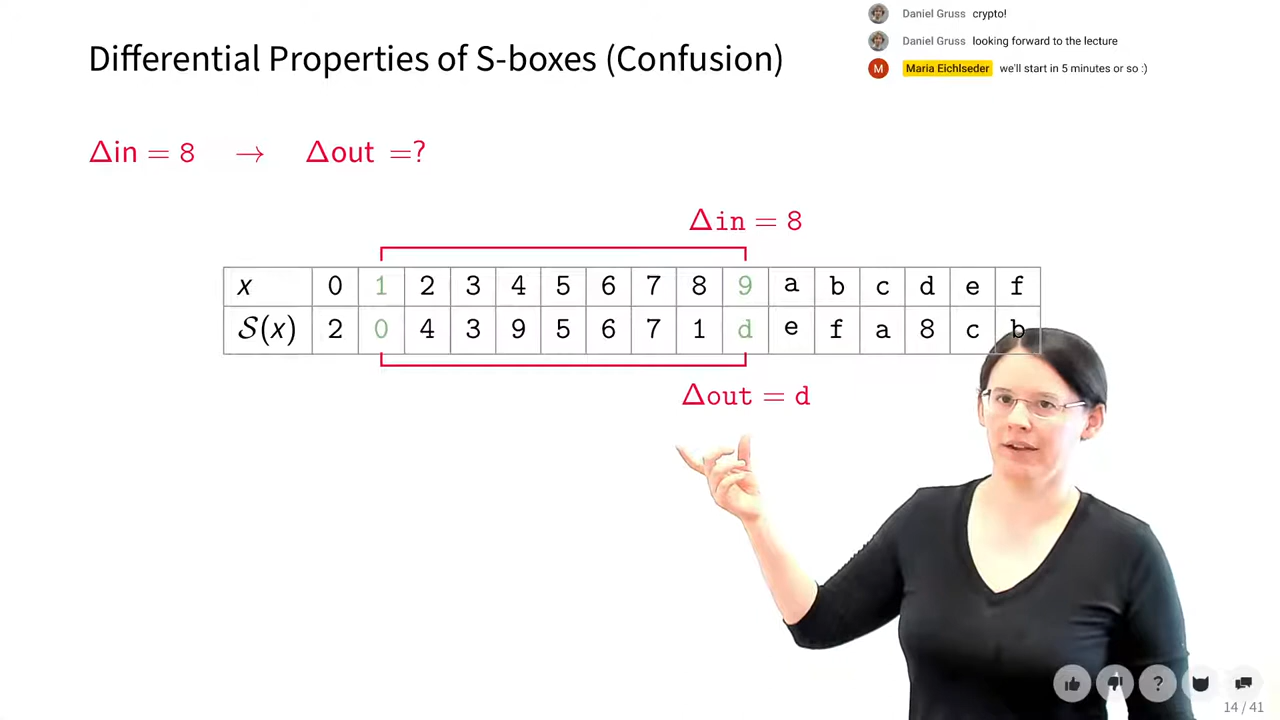 Daniel Gruss crypto!
Daniel Gruss looking forward to the lecture
M Maria Eichlseder we'll start in 5 minutes or so :)
Differential Properties of S-boxes (Confusion)
Δin = 8 → Δout =?
Δin = 8
x 0 1 2 3 4 5 6 7 8 9 a b c d e f
S(x) 2 0 4 3 9 5 6 7 1 d e f a 8 c b
Δout = d
?
14 / 41